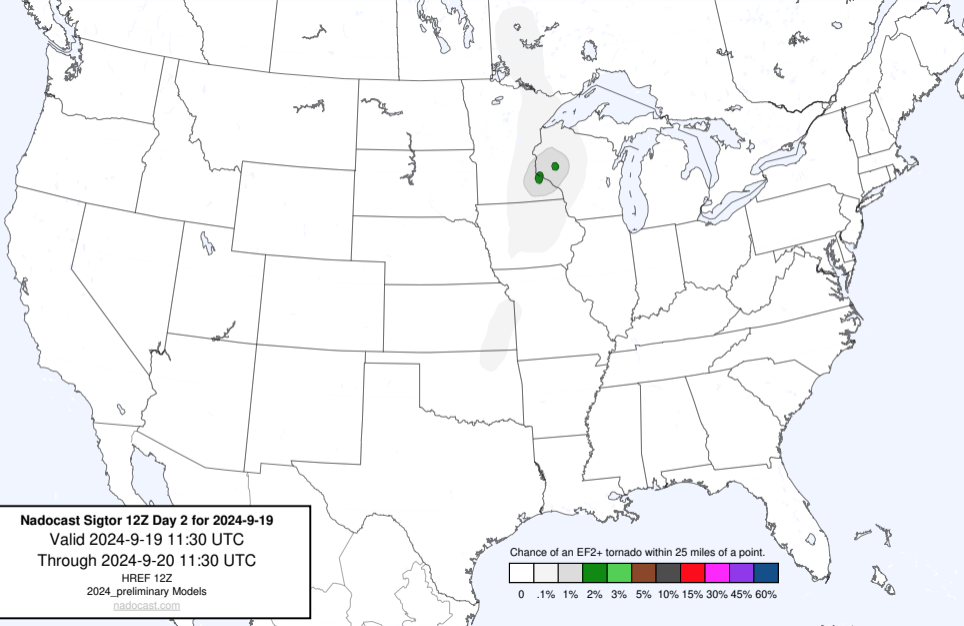 Nadocast Sigtor 12Z Day 2 for 2024-9-19
Valid 2024-9-19 11:30 UTC
Through 2024-9-20 11:30 UTC
HREF 12Z
2024_preliminary Models
nadocast.com
Chance of an EF2+ tornado within 25 miles of a point.
0 .1% 1% 2% 3% 5% 10% 15% 30% 45% 60%